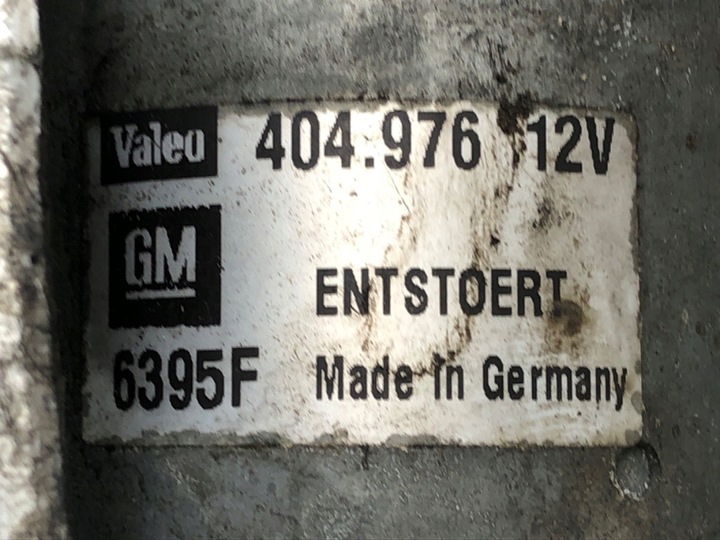 Valeo 404.976 12V
GM
ENTSTOERT
6395F Made in Germany